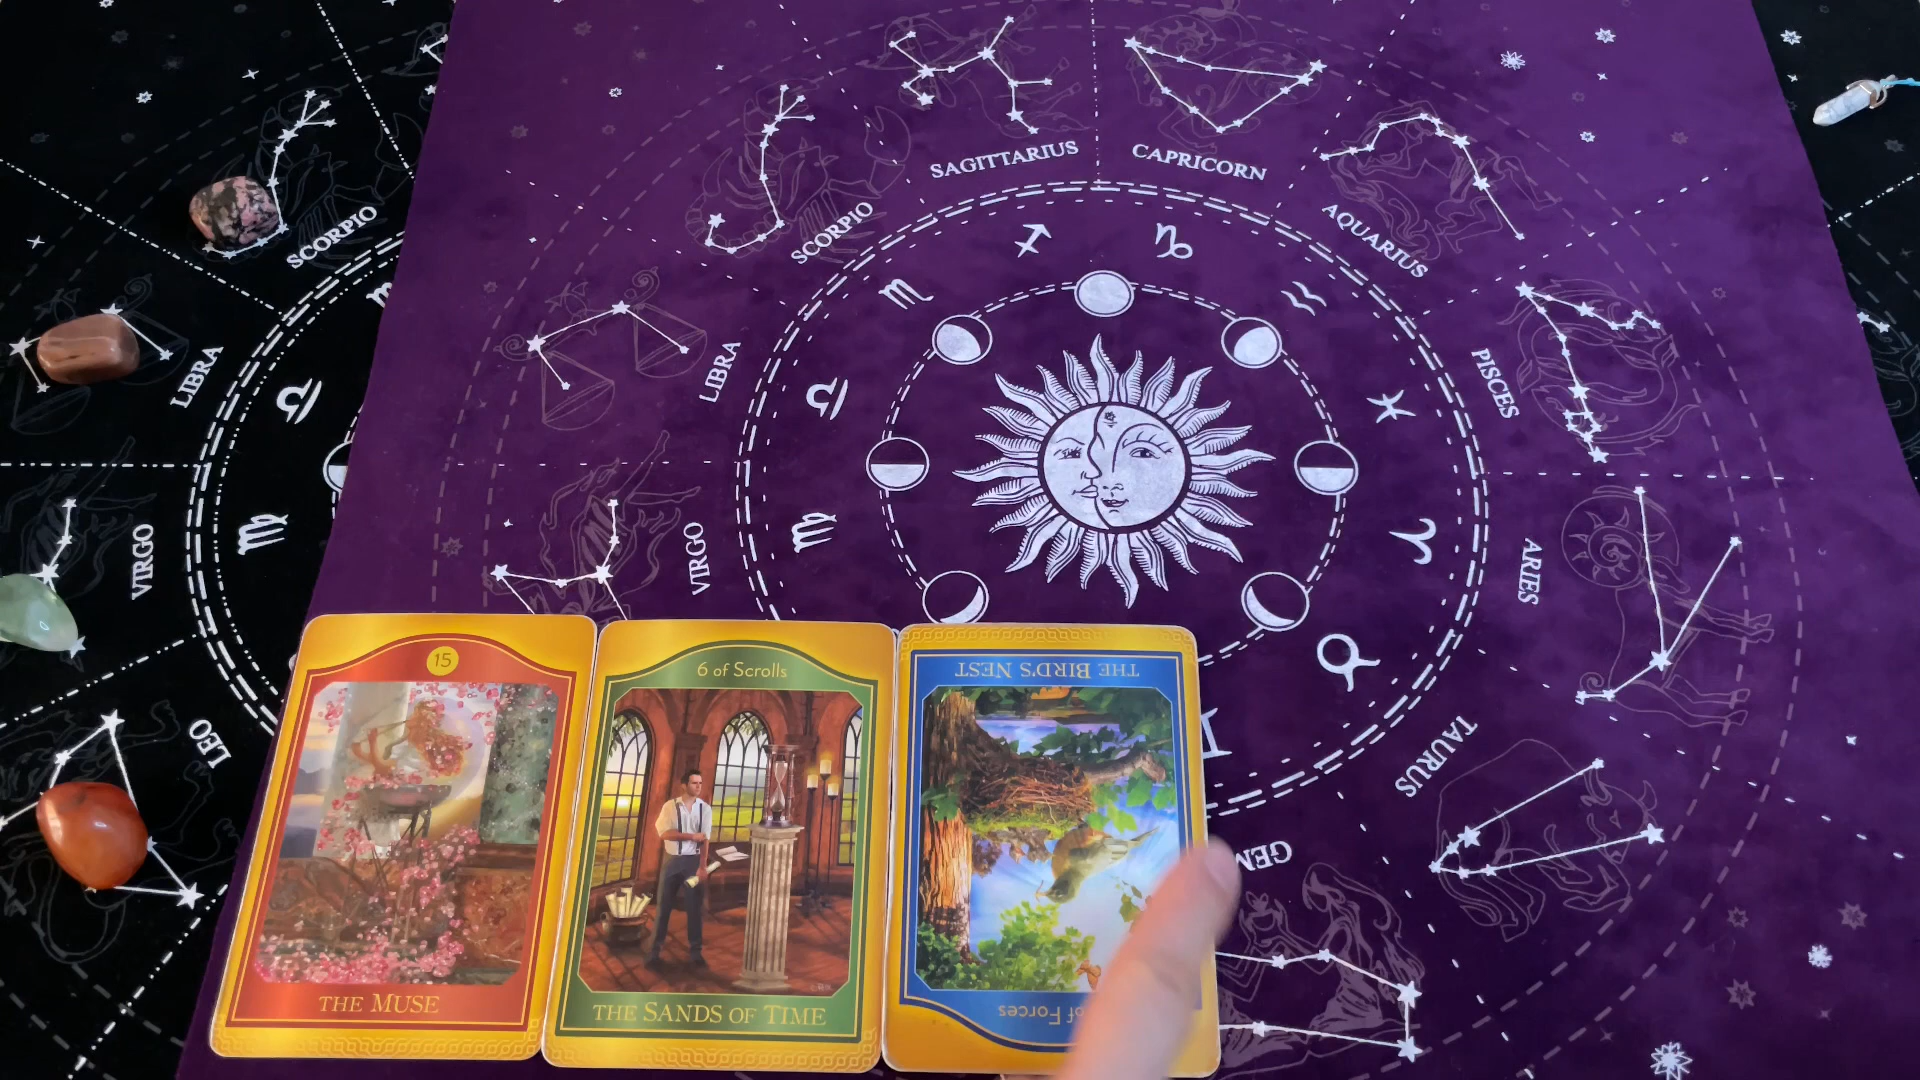 SAGITTARIUS
CAPRICORN
SCORPIO
SCORPIO
AQUARIUS
LIBRA
LIBRA
PISCES
VIRGO
VIRGO
ARIES
LEO
TAURUS
15
THE MUSE
6 of Scrolls
THE SANDS OF TIME
THE BIRD'S NEST
of Forces